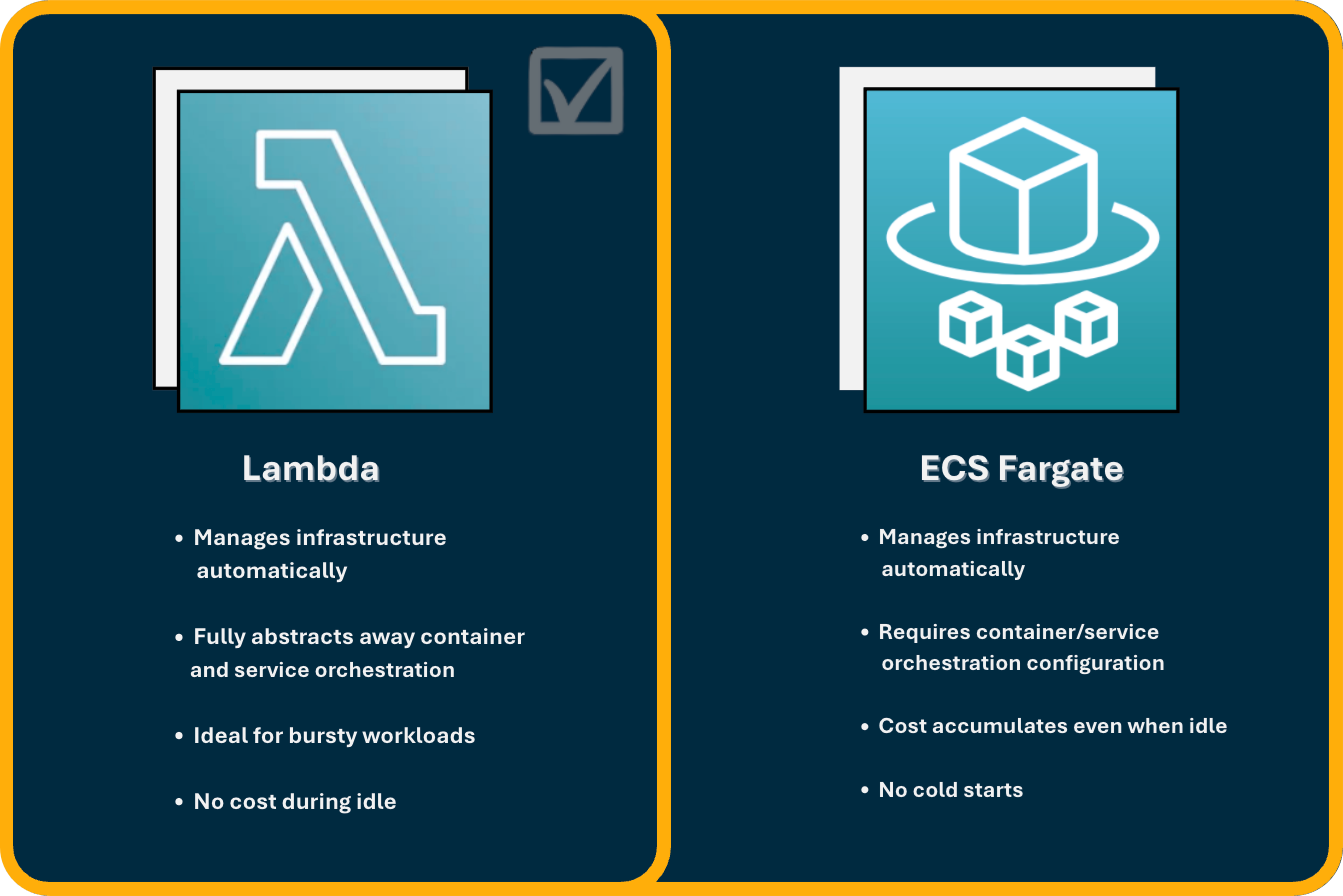 Lambda
• Manages infrastructure
automatically
• Fully abstracts away container
and service orchestration
• Ideal for bursty workloads
• No cost during idle
ECS Fargate
• Manages infrastructure
automatically
• Requires container/service
orchestration configuration
• Cost accumulates even when idle
• No cold starts